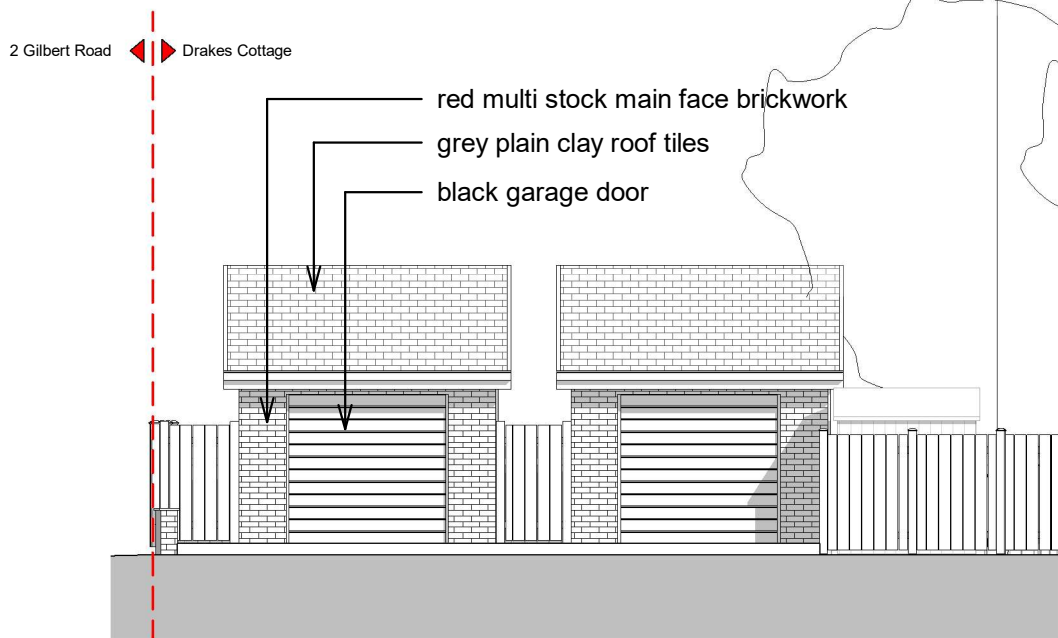 2 Gilbert Road
Drakes Cottage
red multi stock main face brickwork
grey plain clay roof tiles
black garage door